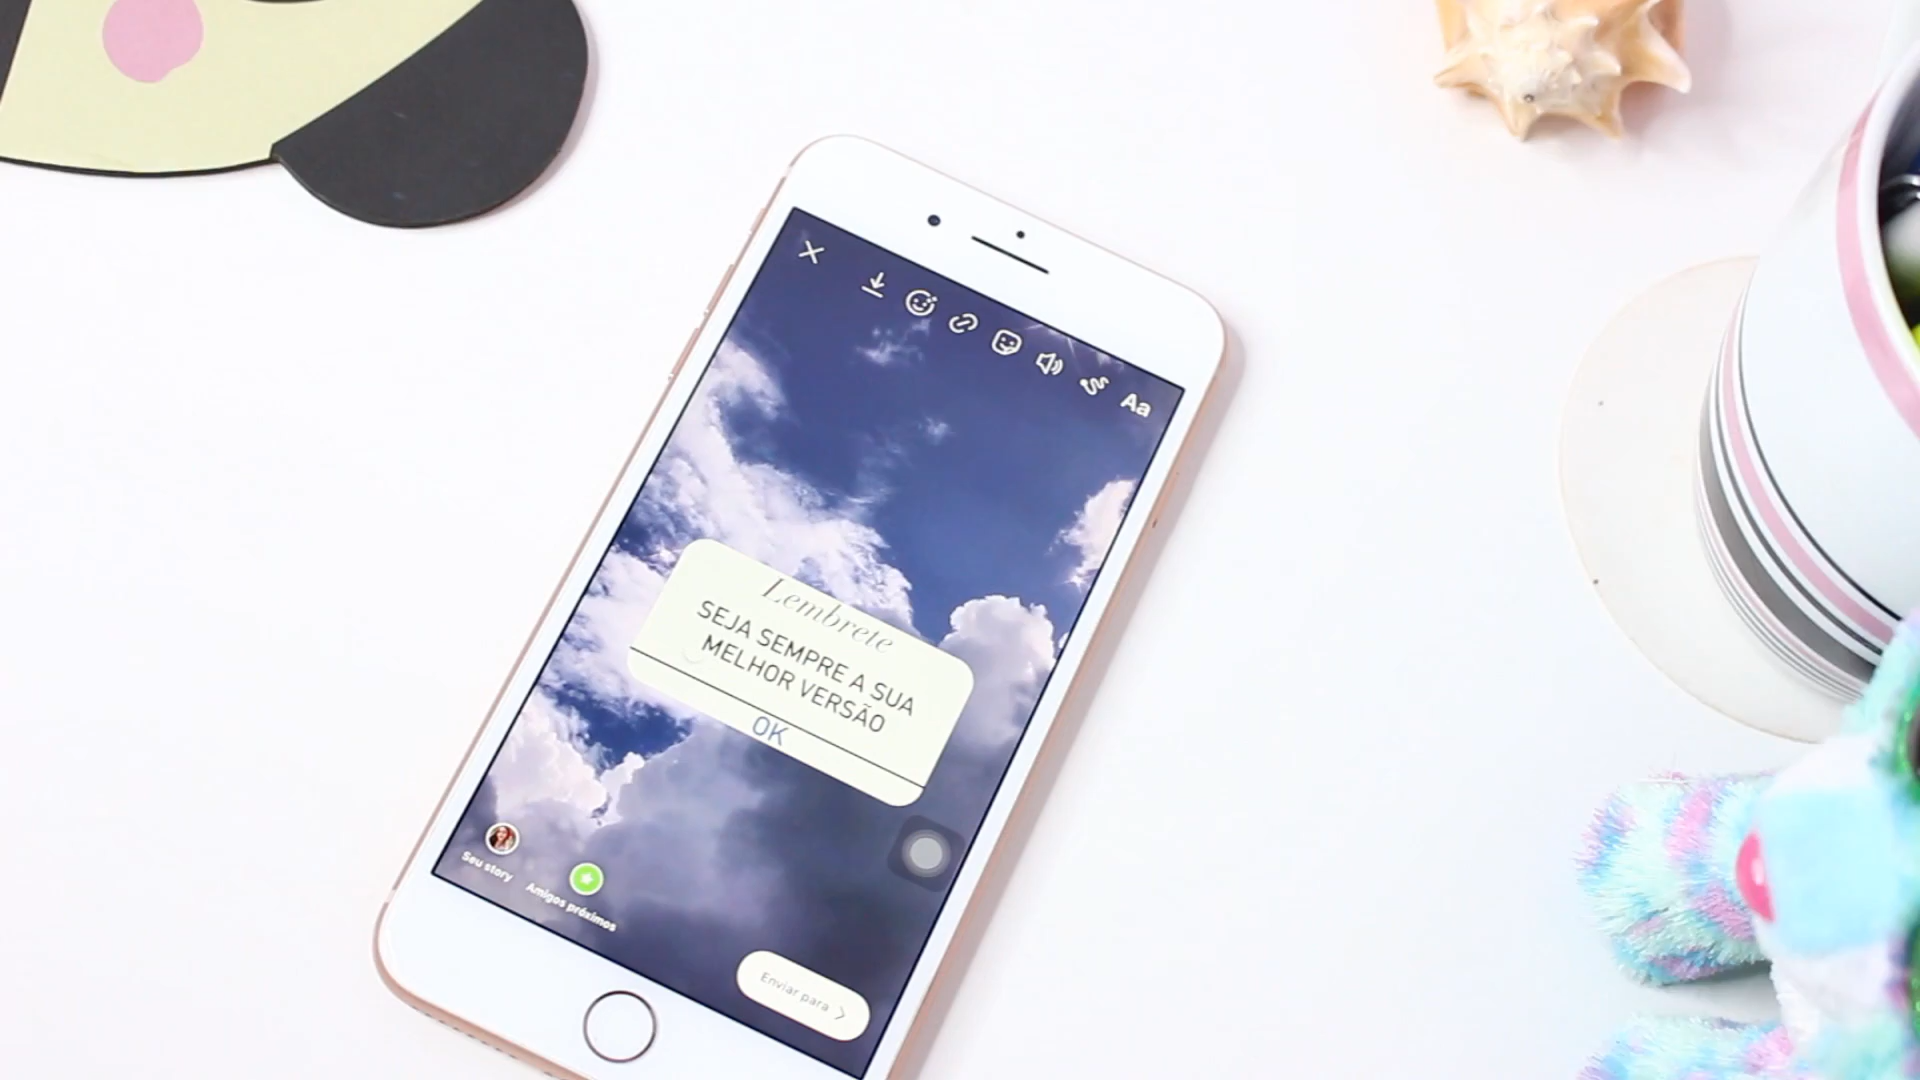 Aa
Lembrete
SEJA SEMPRE A SUA
MELHOR VERSÃO
OK
Seu story
Amigos próximos
Enviar para >